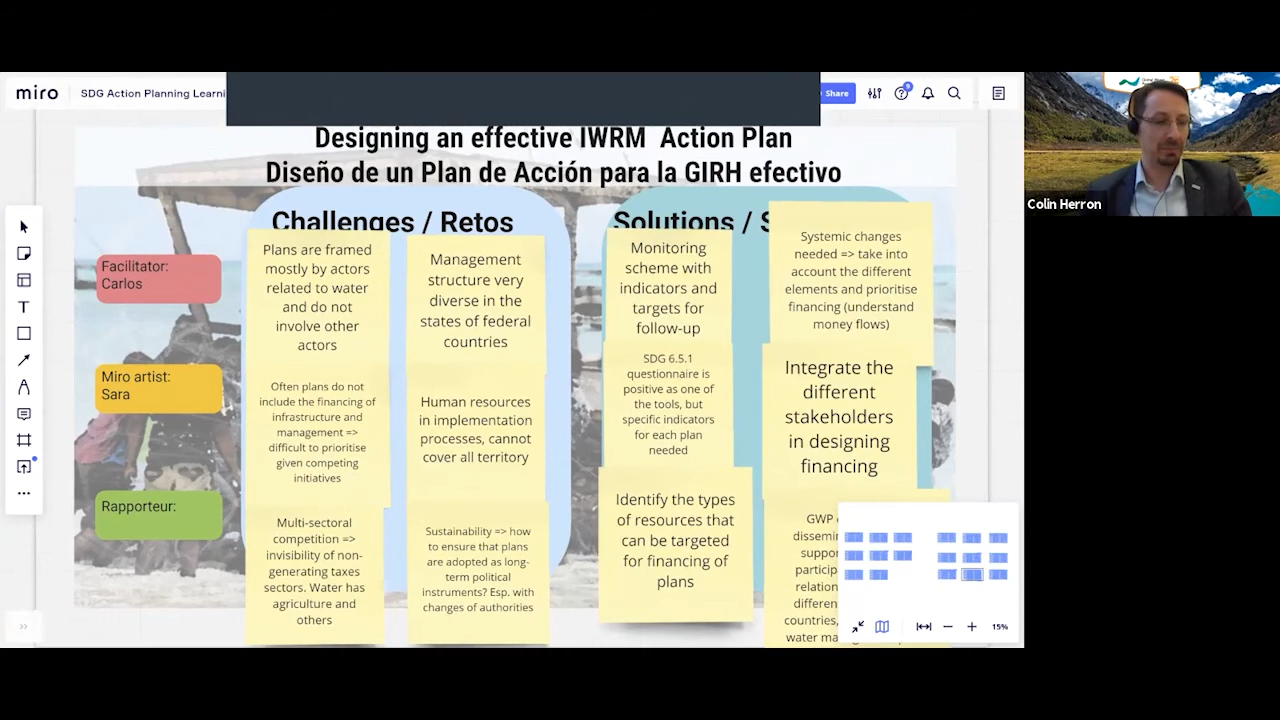 miro
SDG Action Planning Learni
Share
Designing an effective IWRM Action Plan
Diseño de un Plan de Acción para la GIRH efectivo
Challenges / Retos
Solutions / S
Facilitator:
Carlos
Miro artist:
Sara
Rapporteur:
Plans are framed
mostly by actors
related to water
and do not
involve other
actors
Management
structure very
diverse in the
states of federal
countries
Often plans do not
include the financing of
infrastructure and
management =>
difficult to prioritise
given competing
initiatives
Human resources
in implementation
processes, cannot
cover all territory
Multi-sectoral
competition =>
invisibility of non-
generating taxes
sectors. Water has
agriculture and
others
Sustainability => how
to ensure that plans
are adopted as long-
term political
instruments? Esp. with
changes of authorities
Monitoring
scheme with
indicators and
targets for
follow-up
Systemic changes
needed => take into
account the different
elements and prioritise
financing (understand
money flows)
SDG 6.5.1
questionnaire is
positive as one of
the tools, but
specific indicators
for each plan
needed
Integrate the
different
stakeholders
in designing
financing
Identify the types
of resources that
can be targeted
for financing of
plans
GWP
dissemin
suppor
particip
relation
differen
countries,
water ma
15%
Colin Herron